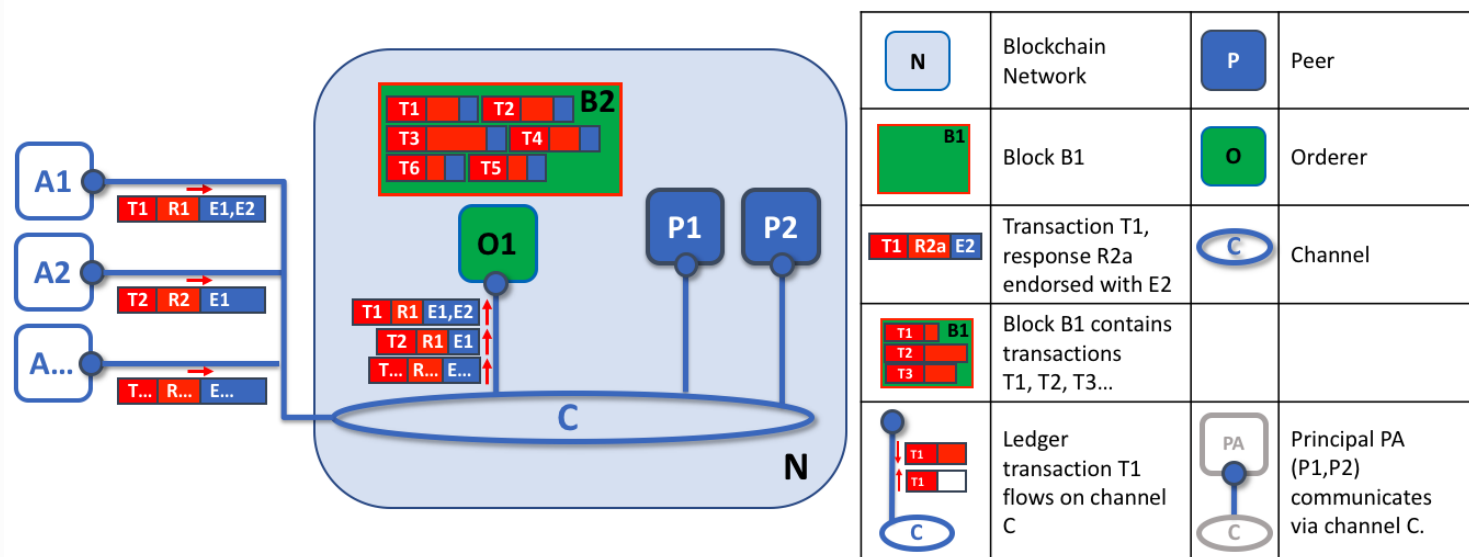 A1
T1 R1 E1,E2
A2
T2 R2 E1
A...
T... R... E...
B2
T1 T2
T3 T4
T6 T5
O1
P1
P2
T1 R1 E1,E2
T2 R1 E1
T... R... E...
C
N
N
Blockchain
Network
P
Peer
B1
Block B1
O
Orderer
T1 R2a E2
Transaction T1,
response R2a
endorsed with E2
C
Channel
B1
T1
T2
T3
Block B1 contains
transactions
T1, T2, T3...
T1
T1
C
Ledger
transaction T1
flows on channel
C
PA
C
Principal PA
(P1,P2)
communicates
via channel C.